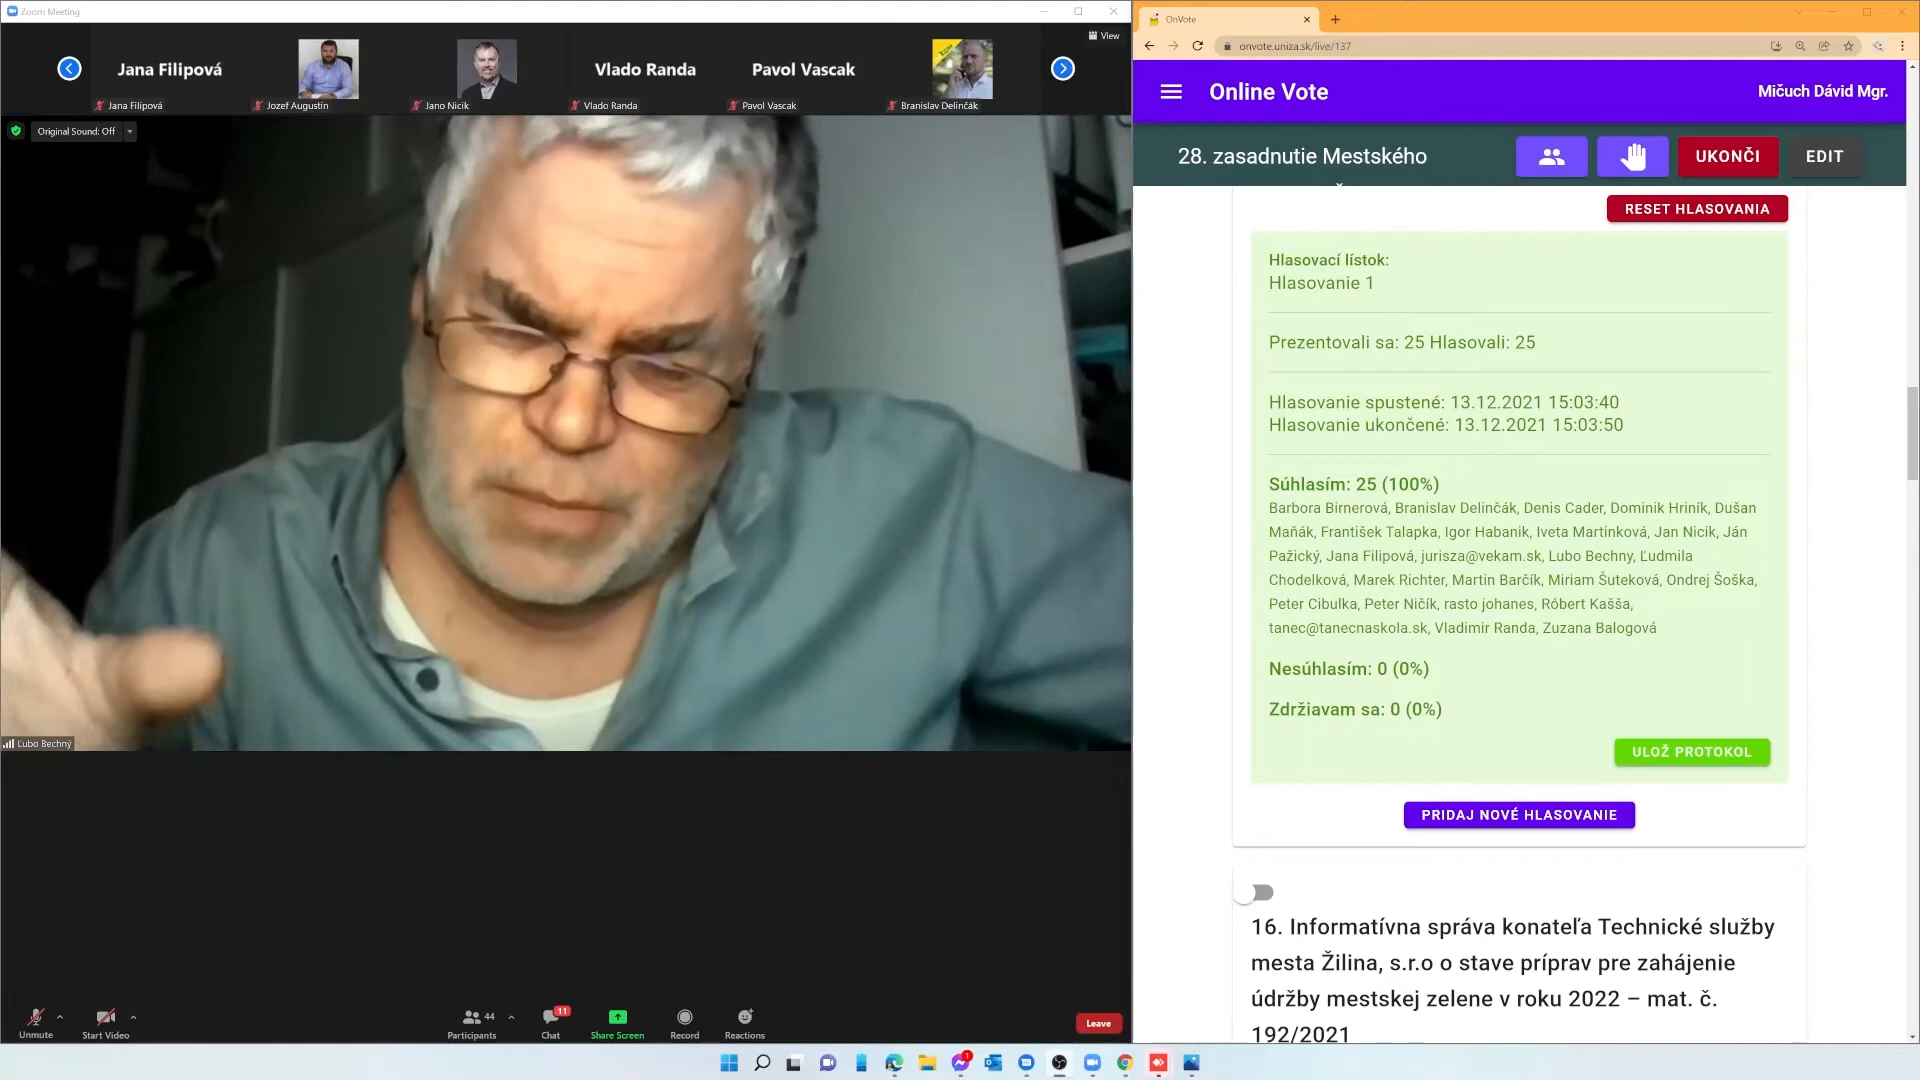 Zoom Meeting
View
Jana Filipová
Vlado Randa
Pavol Vascak
Jana Filipová
Jozef Augustín
Jano Nicik
Vlado Randa
Pavol Vascak
Branislav Delinčák
Original Sound: Off
Ľubo Bechný
Unmute
Start Video
44
Participants
11
Chat
Share Screen
Record
Reactions
Leave
OnVote
onvote.uniza.sk/live/137
Online Vote
Mičuch Dávid Mgr.
28. zasadnutie Mestského
UKONČI
EDIT
RESET HLASOVANIA
Hlasovací lístok:
Hlasovanie 1
Prezentovali sa: 25 Hlasovali: 25
Hlasovanie spustené: 13.12.2021 15:03:40
Hlasovanie ukončené: 13.12.2021 15:03:50
Súhlasím: 25 (100%)
Barbora Birnerová, Branislav Delinčák, Denis Cader, Dominik Hriník, Dušan
Maňák, František Talapka, Igor Habanik, Iveta Martinková, Jan Nicik, Ján
Pažický, Jana Filipová, jurisza@vekam.sk, Lubo Bechny, Ľudmila
Chodelková, Marek Richter, Martin Barčík, Miriam Šuteková, Ondrej Šoška,
Peter Cibulka, Peter Ničík, rasto johanes, Róbert Kašša,
tanec@tanecnaskola.sk, Vladimir Randa, Zuzana Balogová
Nesúhlasím: 0 (0%)
Zdržiavam sa: 0 (0%)
ULOŽ PROTOKOL
PRIDAJ NOVÉ HLASOVANIE
16. Informatívna správa konateľa Technické služby
mesta Žilina, s.r.o o stave príprav pre zahájenie
údržby mestskej zelene v roku 2022 – mat. č.
192/2021
1